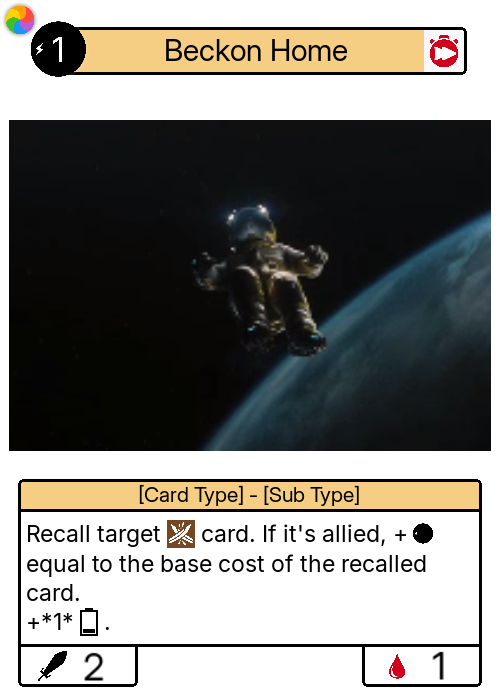 1 Beckon Home
[Card Type] - [Sub Type]
Recall target card. If it's allied, +
equal to the base cost of the recalled
card.
+*1* .
2 1